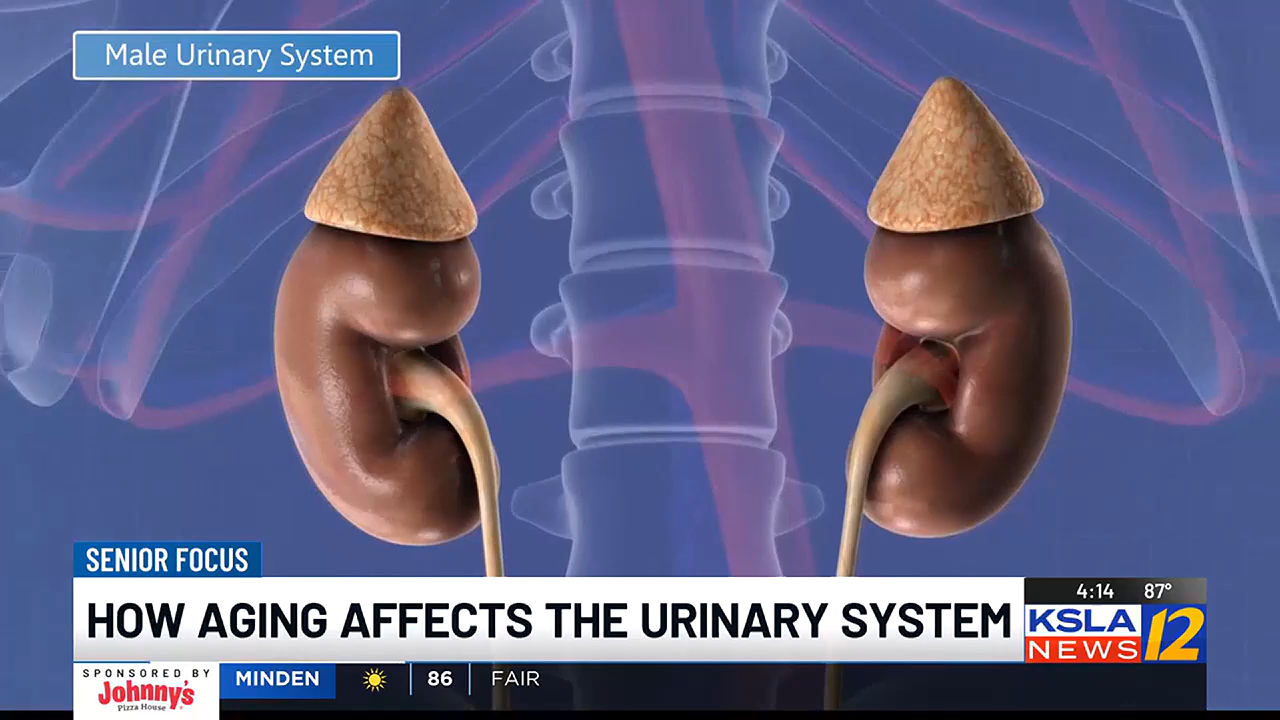 Male Urinary System
SENIOR FOCUS
HOW AGING AFFECTS THE URINARY SYSTEM
4:14 87°
KSLA
NEWS 12
SPONSORED BY
Johnny's
Pizza House
MINDEN 86 FAIR